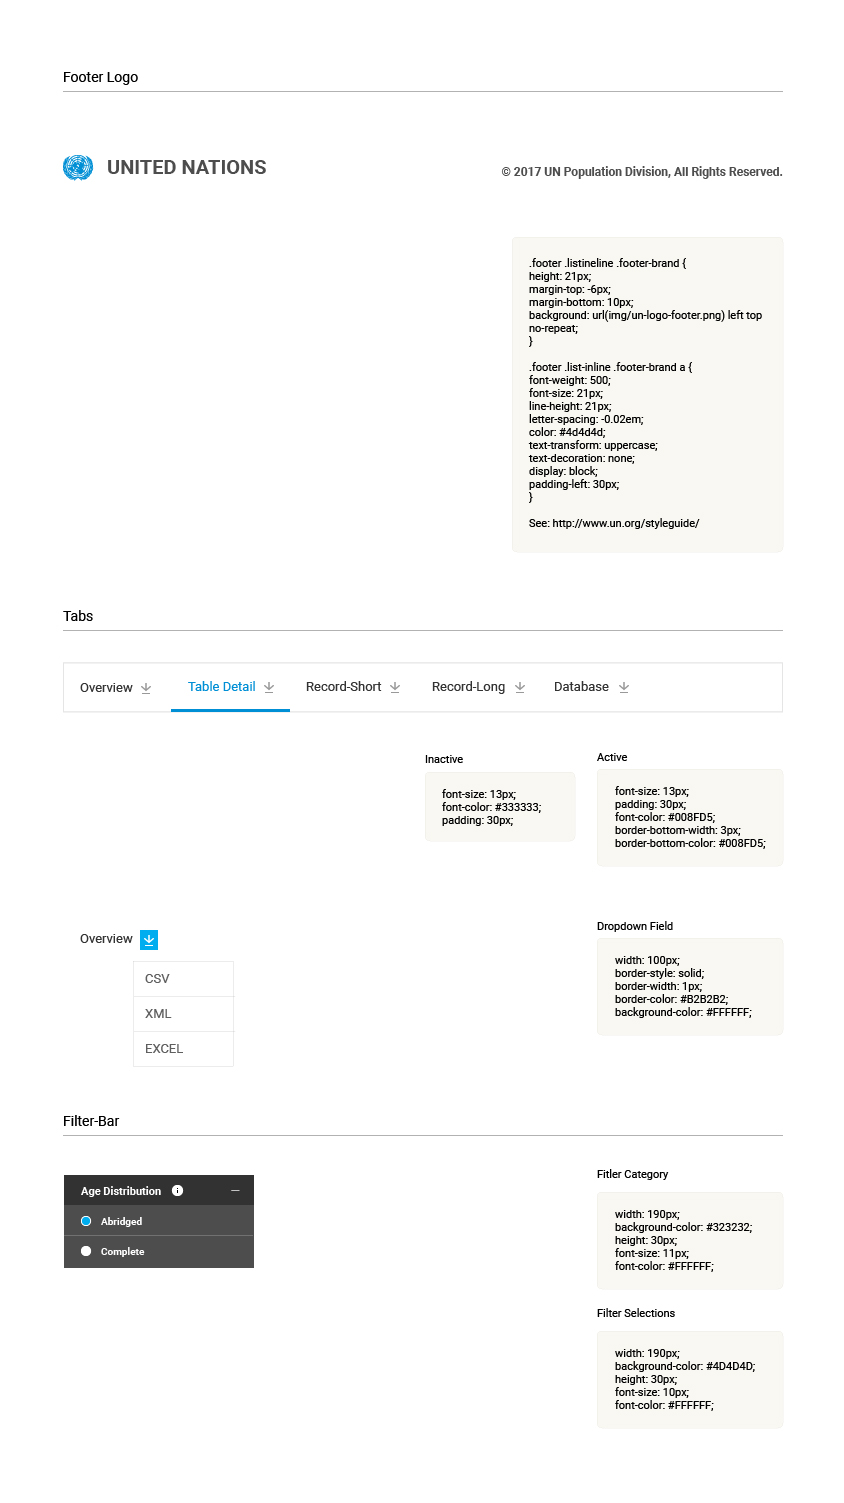 Footer Logo
UNITED NATIONS
© 2017 UN Population Division, All Rights Reserved.
.footer .listineline .footer-brand {
height: 21px;
margin-top: -6px;
margin-bottom: 10px;
background: url(img/un-logo-footer.png) left top
no-repeat;
}
.footer .list-inline .footer-brand a {
font-weight: 500;
font-size: 21px;
line-height: 21px;
letter-spacing: -0.02em;
color: #4d4d4d;
text-transform: uppercase;
text-decoration: none;
display: block;
padding-left: 30px;
}
See: http://www.un.org/styleguide/
Tabs
Overview Table Detail Record-Short Record-Long Database
Inactive
font-size: 13px;
font-color: #333333;
padding: 30px;
Active
font-size: 13px;
padding: 30px;
font-color: #008FD5;
border-bottom-width: 3px;
border-bottom-color: #008FD5;
Overview
CSV
XML
EXCEL
Dropdown Field
width: 100px;
border-style: solid;
border-width: 1px;
border-color: #B2B2B2;
background-color: #FFFFFF;
Filter-Bar
Age Distribution
Abridged
Complete
Fitler Category
width: 190px;
background-color: #323232;
height: 30px;
font-size: 11px;
font-color: #FFFFFF;
Filter Selections
width: 190px;
background-color: #4D4D4D;
height: 30px;
font-size: 10px;
font-color: #FFFFFF;